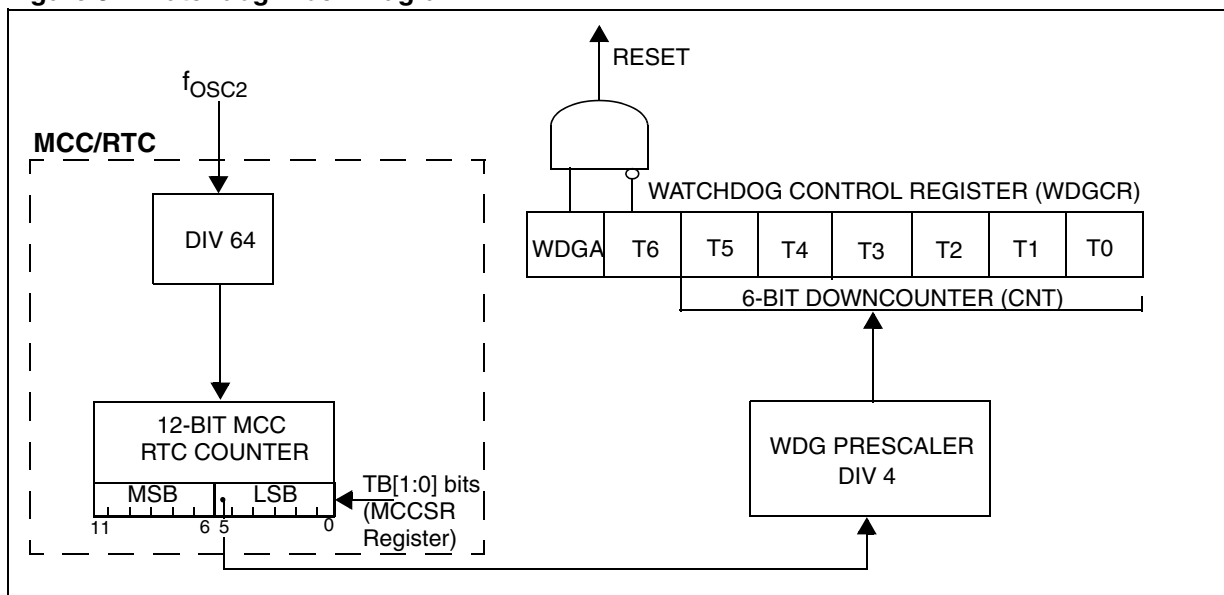 fOSC2
MCC/RTC
DIV 64
12-BIT MCC
RTC COUNTER
MSB
LSB
11
6
5
0
TB[1:0] bits
(MCCSR
Register)
RESET
WATCHDOG CONTROL REGISTER (WDGCR)
WDGA
T6
T5
T4
T3
T2
T1
T0
6-BIT DOWNCOUNTER (CNT)
WDG PRESCALER
DIV 4